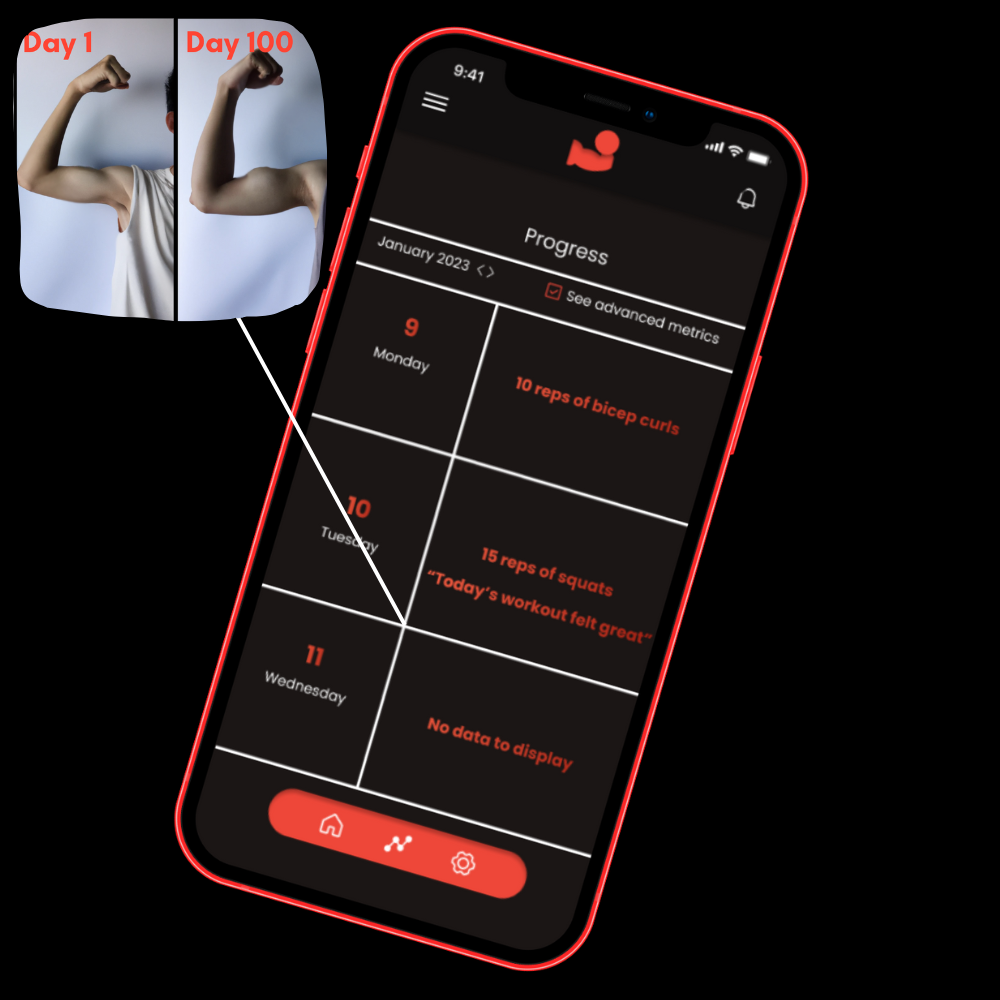 Day 1
Day 100
9:41
Progress
January 2023 <>
See advanced metrics
9
Monday
10 reps of bicep curls
10
Tuesday
15 reps of squats
“Today’s workout felt great”
11
Wednesday
No data to display